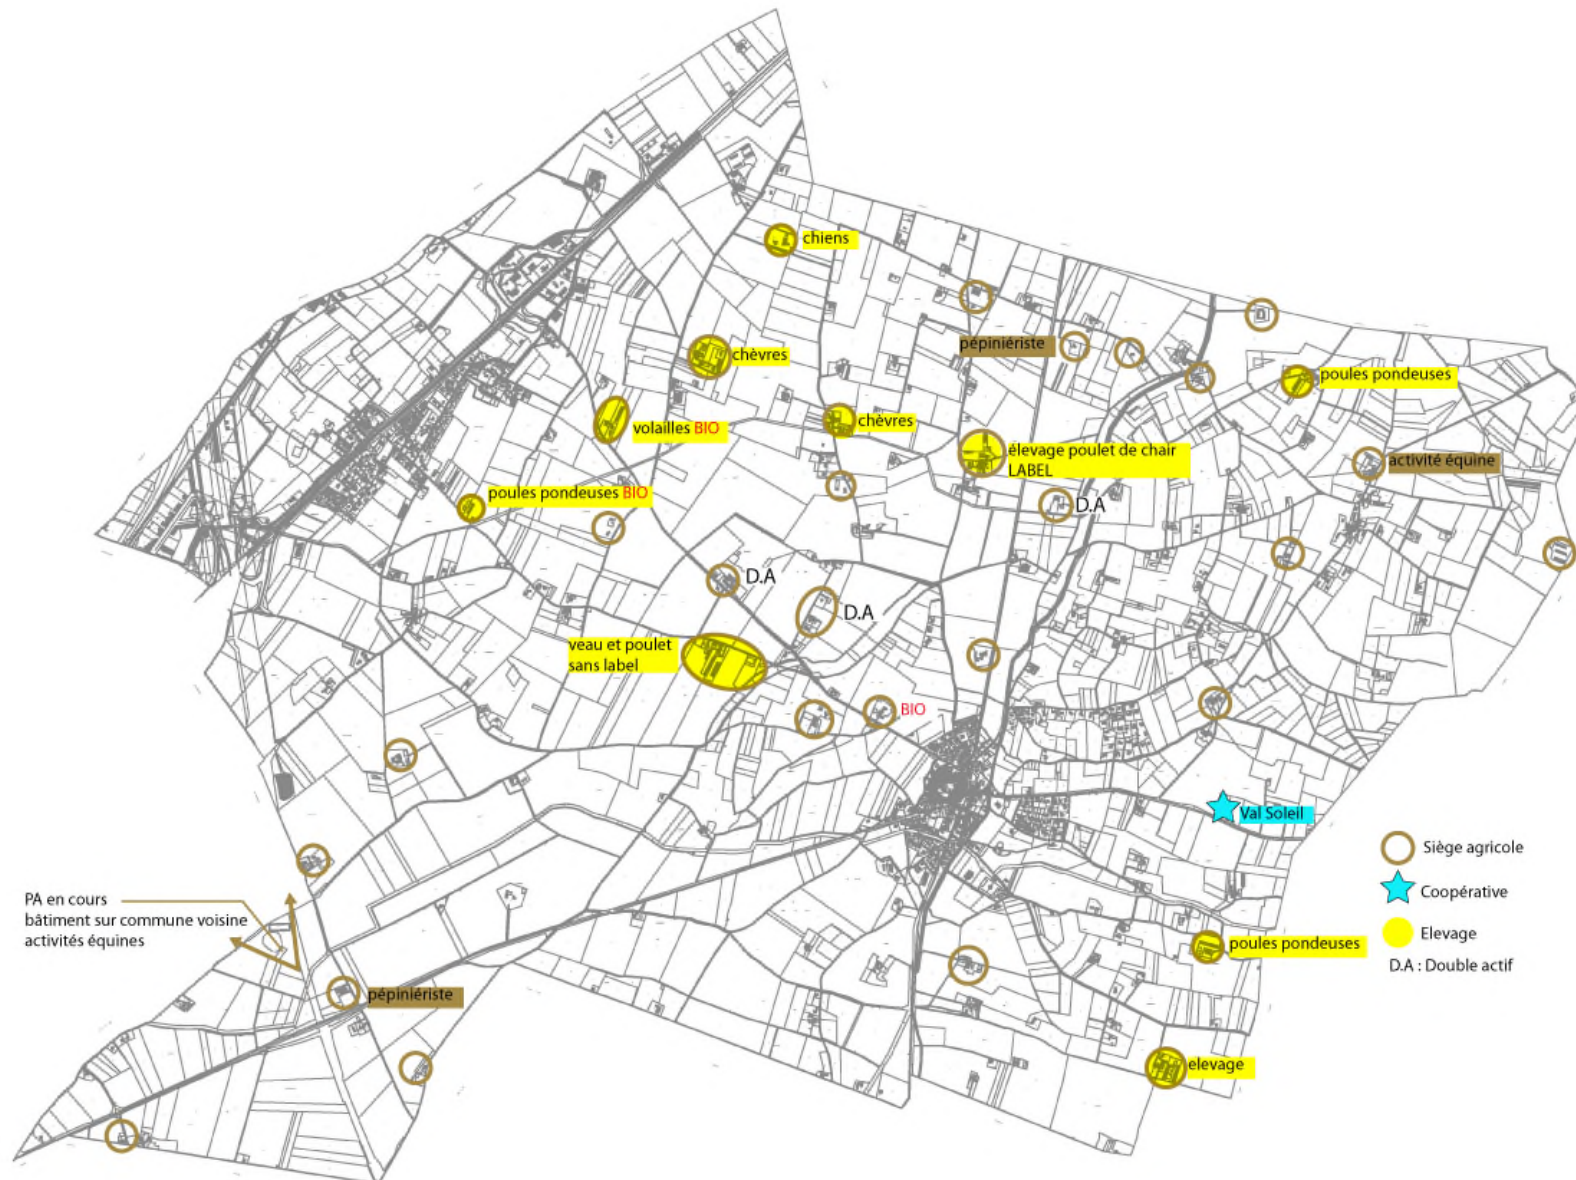 chiens
pépiniériste
chèvres
poules pondeuses
chèvres
volailles BIO
élevage poulet de chair
LABEL
activité équine
poules pondeuses BIO
D.A
D.A
D.A
veau et poulet
sans label
BIO
Val Soleil
Siège agricole
Coopérative
Elevage
D.A : Double actif
PA en cours
bâtiment sur commune voisine
activités équines
poules pondeuses
pépiniériste
elevage